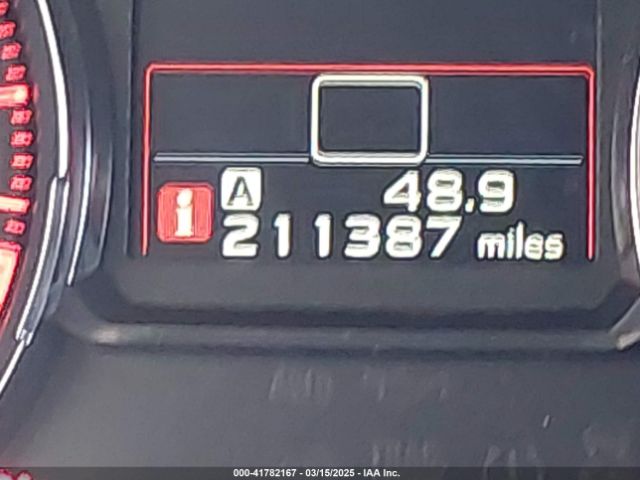 A 48.9
i 211387 miles
000-41782167 - 03/15/2025 - IAA Inc.